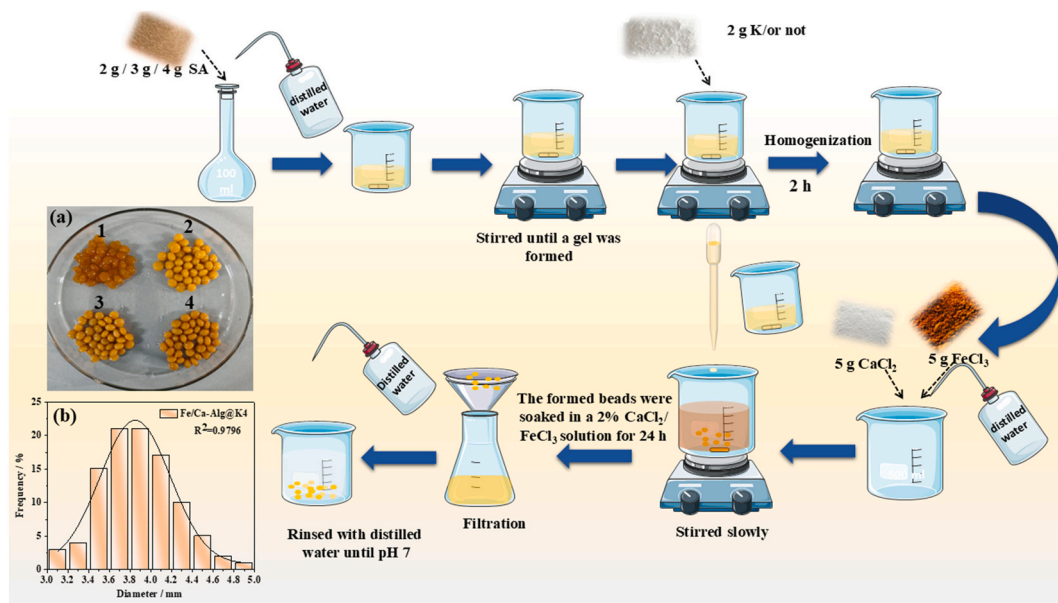 2 g / 3 g / 4 g SA
distilled
water
100
ml
2 g K/or not
Homogenization
2 h
Stirred until a gel was
formed
(a)
1
2
3
4
5 g CaCl₂
5 g FeCl₃
distilled
water
Stirred slowly
The formed beads were
soaked in a 2% CaCl₂/
FeCl₃ solution for 24 h
Filtration
Distilled
water
Rinsed with distilled
water until pH 7
(b)
Fe/Ca-Alg@K4
R²=0.9796
Frequency / %
25
20
15
10
5
0
3.0 3.2 3.4 3.6 3.8 4.0 4.2 4.4 4.6 4.8 5.0
Diameter / mm